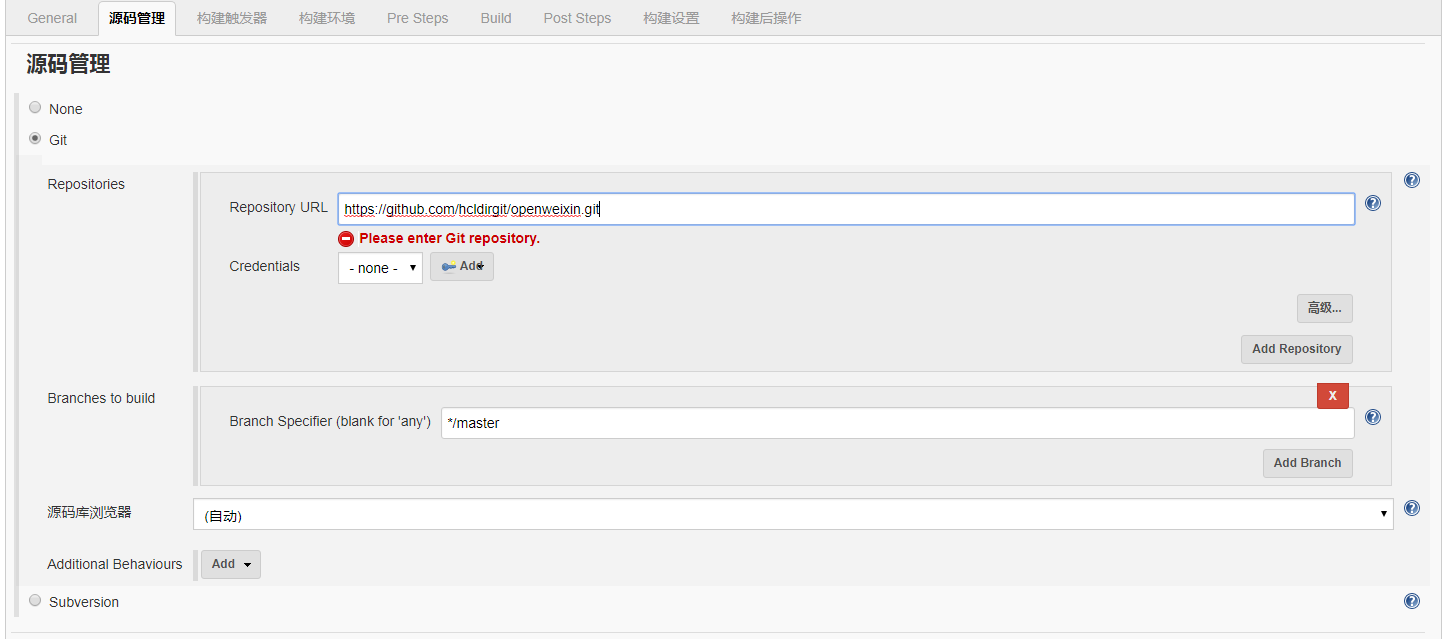 General 源码管理 构建触发器 构建环境 Pre Steps Build Post Steps 构建设置 构建后操作
源码管理
None
Git
Repositories
Repository URL https://github.com/hcldirgit/openweixin.git
Please enter Git repository.
Credentials - none - Add
高级...
Add Repository
Branches to build
X
Branch Specifier (blank for 'any') */master
Add Branch
源码库浏览器 (自动)
Additional Behaviours Add
Subversion